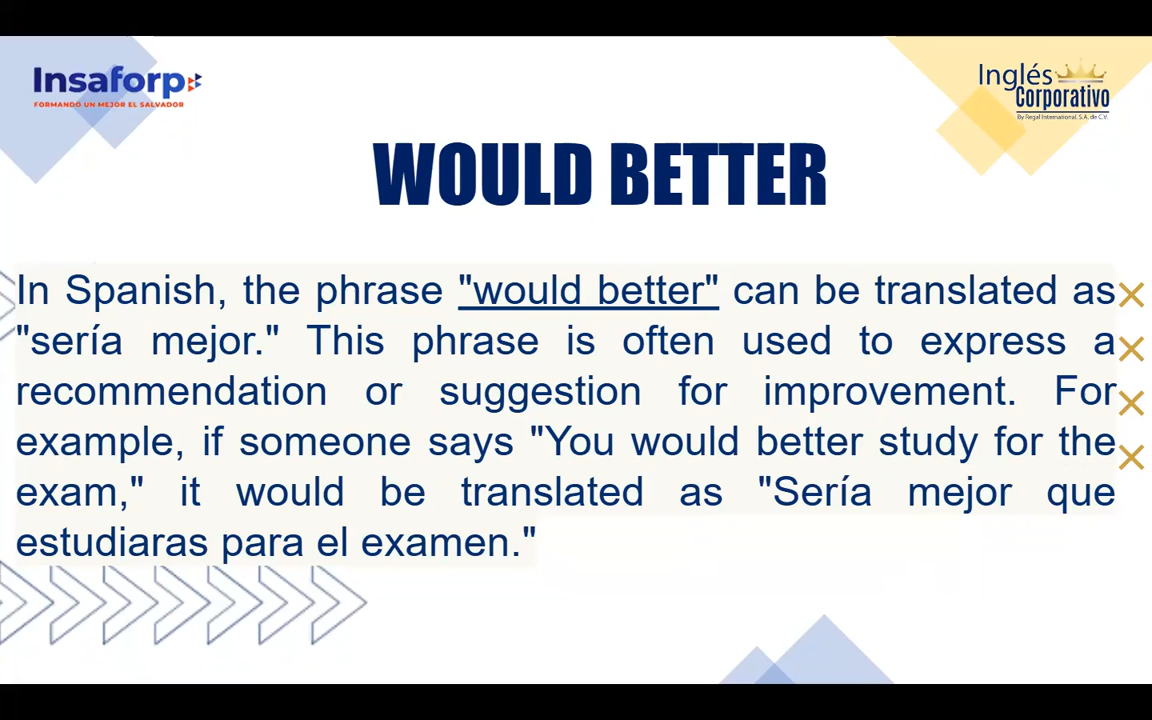 Insaforp
FORMANDO UN MEJOR EL SALVADOR
Inglés
Corporativo
By Regal International, S.A. de C.V.
WOULD BETTER
In Spanish, the phrase "would better" can be translated as
"sería mejor." This phrase is often used to express a
recommendation or suggestion for improvement. For
example, if someone says "You would better study for the
exam," it would be translated as "Sería mejor que
estudiaras para el examen."